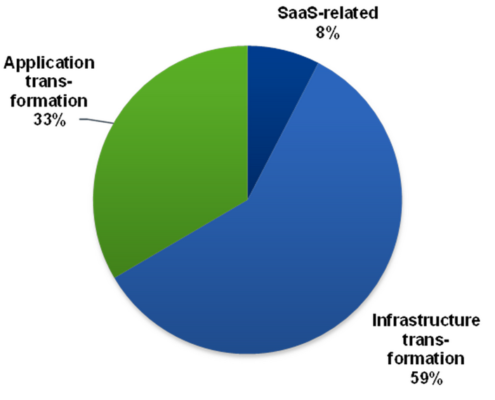 SaaS-related
8%
Application
trans-
formation
33%
Infrastructure
trans-
formation
59%